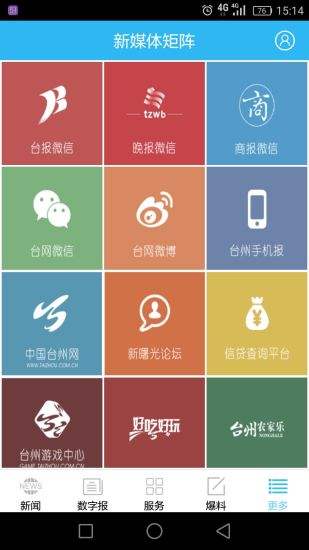 4G 4G 76 15:14
新媒体矩阵
台报微信
tzwb
晚报微信
商
商报微信
台网微信
台网微博
台州手机报
中国台州网
WWW.TAIZHOU.COM.CN
新曙光论坛
信贷查询平台
台州游戏中心
GAME.TAIZHOU.COM.CN
好吃好玩
台州农家乐
NONGJIALE
NEWS
新闻
数字报
服务
爆料
更多